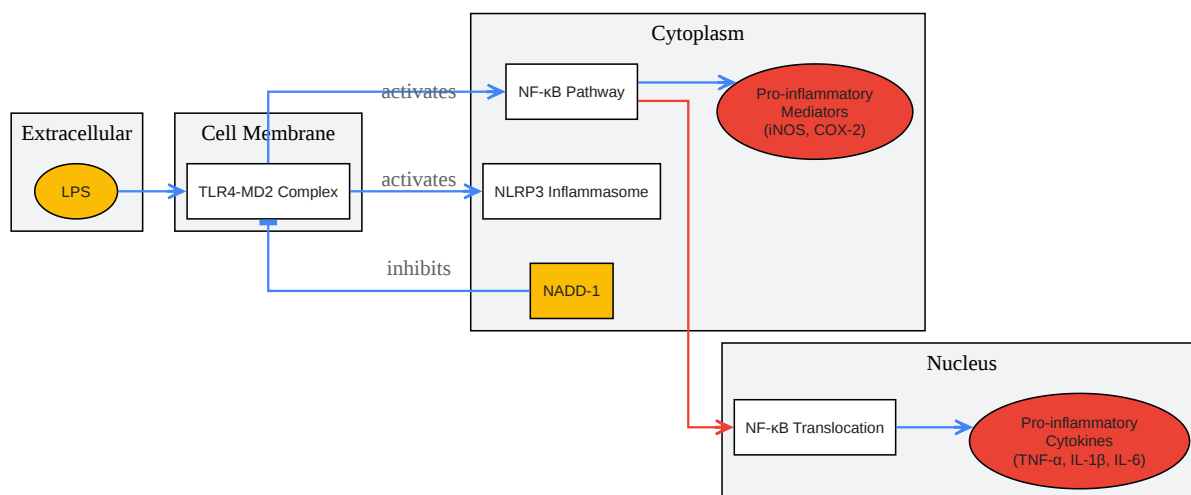 Cytoplasm
activates
NF-κB Pathway
Pro-inflammatory
Mediators
(iNOS, COX-2)
Extracellular
Cell Membrane
LPS
TLR4-MD2 Complex
activates
NLRP3 Inflammasome
inhibits
NADD-1
Nucleus
NF-κB Translocation
Pro-inflammatory
Cytokines
(TNF-α, IL-1β, IL-6)